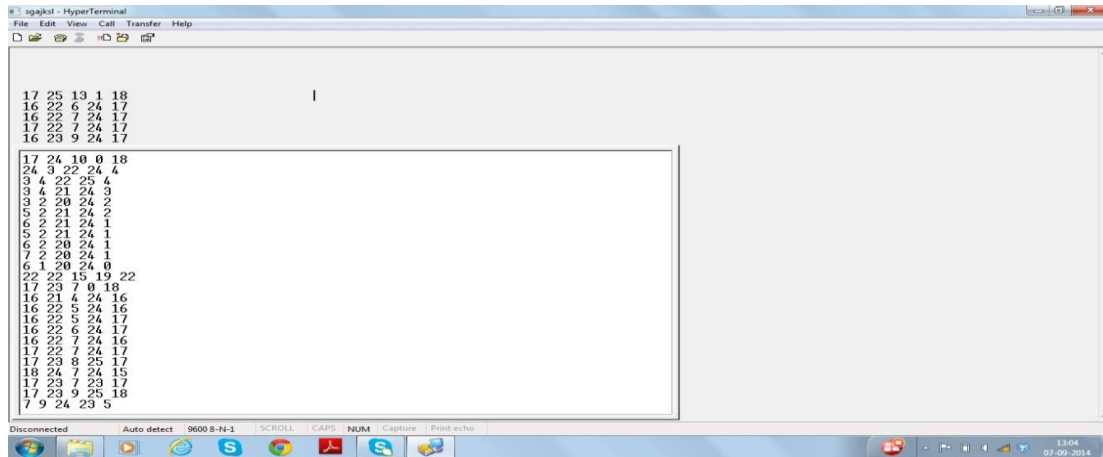 sgajksl - HyperTerminal
File Edit View Call Transfer Help
17 25 13 1 18
16 22 6 24 17
16 22 7 24 17
17 22 7 24 17
16 23 9 24 17
17 24 10 0 18
24 3 22 24 4
3 4 22 25 4
3 4 21 24 3
3 2 20 24 2
5 2 21 24 2
6 2 21 24 1
5 2 21 24 1
6 2 20 24 1
7 2 20 24 1
6 1 20 24 0
22 22 15 19 22
17 23 7 0 18
16 21 4 24 16
16 22 5 24 16
16 22 5 24 17
16 22 6 24 17
16 22 7 24 16
17 22 7 24 17
17 23 8 25 17
18 24 7 24 15
17 23 7 23 17
17 23 9 25 18
7 9 24 23 5
Disconnected Auto detect 9600 8-N-1 SCROLL CAPS NUM Capture Print echo
13:04
07-09-2014